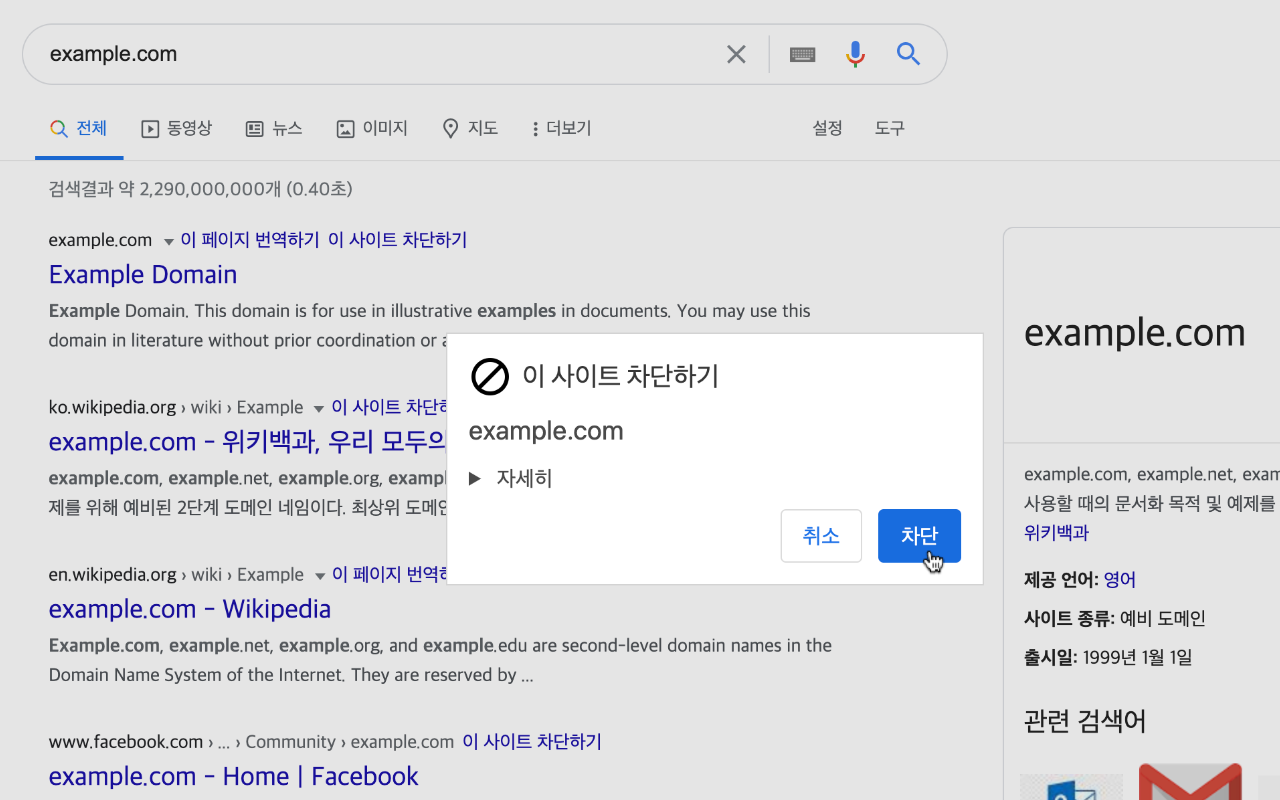 example.com
전체 동영상 뉴스 이미지 지도 더보기 설정 도구
검색결과 약 2,290,000,000개 (0.40초)
example.com 이 페이지 번역하기 이 사이트 차단하기
Example Domain
Example Domain. This domain is for use in illustrative examples in documents. You may use this
domain in literature without prior coordination or
ko.wikipedia.org › wiki › Example 이 사이트
example.com - 위키백과, 우리 모두의
example.com, example.net, example.org,
제를 위해 예비된 2단계 도메인 네임이다. 최상위
en.wikipedia.org › wiki › Example 이 페이지
example.com - Wikipedia
Example.com, example.net, example.org, and example.edu are second-level domain names in the
Domain Name System of the Internet. They are reserved by ...
www.facebook.com › ... › Community › example.com 이 사이트 차단하기
example.com - Home | Facebook
이 사이트 차단하기
example.com
자세히
취소 차단
example.com
example.com, example.net,
사용할 때의 문서화 목적 및 예제를
위키백과
제공 언어: 영어
사이트 종류: 예비 도메인
출시일: 1999년 1월 1일
관련 검색어